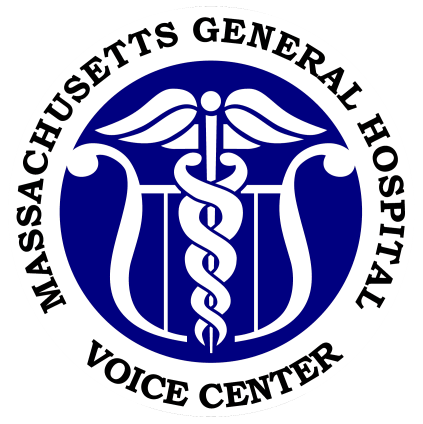 MASSACHUSETTS GENERAL HOSPITAL
VOICE CENTER